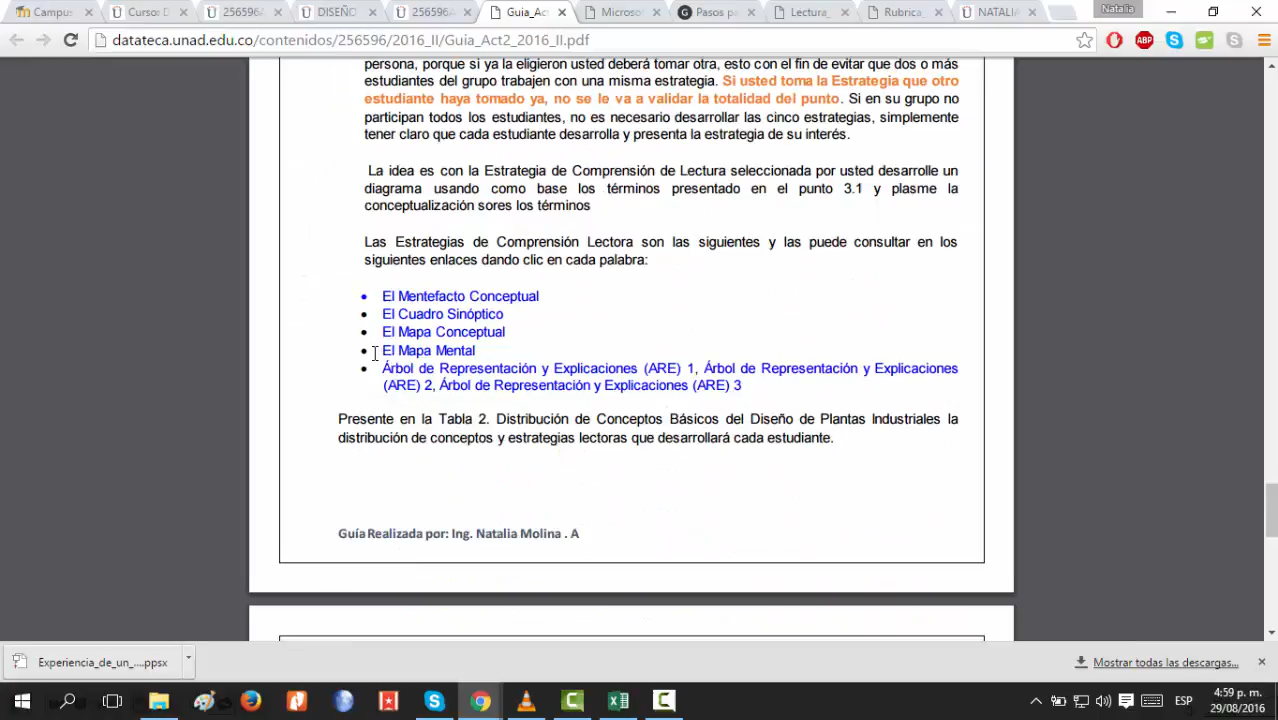 Natalia
Campus
Cursos D
256596/
DISEÑO
256596/
Guia_Act
Microso
Pasos pa
Lectura_
Rubrica
NATALIA
datateca.unad.edu.co/contenidos/256596/2016_II/Guia_Act2_2016_II.pdf
ABP
persona, porque sì ya la eligieron usted deberá tomar otra, esto con el fin de evitar que dos o más
estudiantes del grupo trabajen con una misma estrategia. Si usted toma la Estrategia que otro
estudiante haya tomado ya, no se le va a validar la totalidad del punto. Si en su grupo no
participan todos los estudiantes, no es necesario desarrollar las cinco estrategias, simplemente
tener claro que cada estudiante desarrolla y presenta la estrategia de su interés.
La idea es con la Estrategia de Comprensión de Lectura seleccionada por usted desarrolle un
diagrama usando como base los términos presentado en el punto 3.1 y plasme la
conceptualización sores los términos
Las Estrategias de Comprensión Lectora son las siguientes y las puede consultar en los
siguientes enlaces dando clic en cada palabra:
• El Mentefacto Conceptual
• El Cuadro Sinóptico
• El Mapa Conceptual
• El Mapa Mental
• Árbol de Representación y Explicaciones (ARE) 1, Árbol de Representación y Explicaciones
(ARE) 2, Árbol de Representación y Explicaciones (ARE) 3
Presente en la Tabla 2. Distribución de Conceptos Básicos del Diseño de Plantas Industriales la
distribución de conceptos y estrategias lectoras que desarrollará cada estudiante.
Guía Realizada por: Ing. Natalia Molina . A
Experiencia_de_un_....ppsx
Mostrar todas las descargas...
ESP
4:59 p. m.
29/08/2016